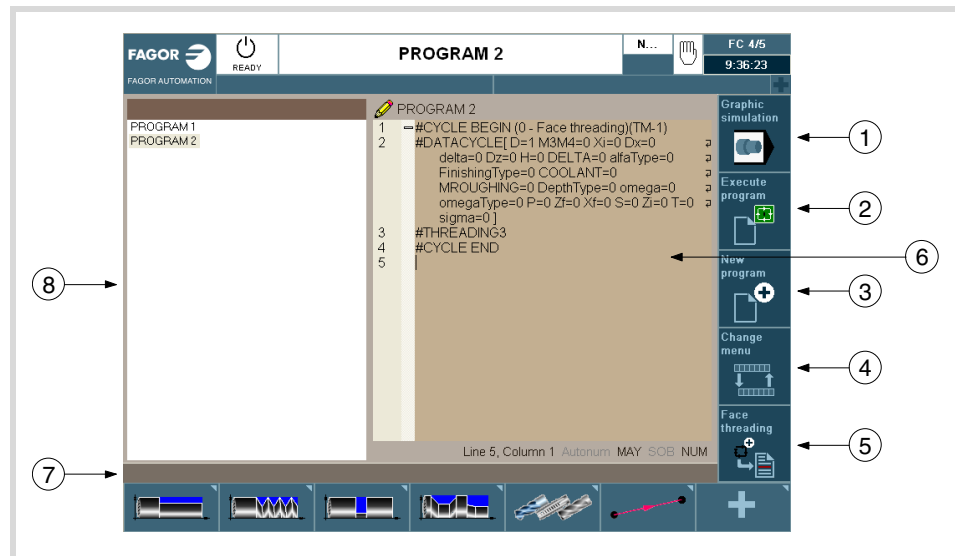 FAGOR
FAGOR AUTOMATION
READY
PROGRAM 2
N...
FC 4/5
9:36:23
PROGRAM 1
PROGRAM 2
PROGRAM 2
1 #CYCLE BEGIN (0 - Face threading)(TM-1)
2 #DATACYCLE[ D=1 M3M4=0 Xi=0 Dx=0
delta=0 Dz=0 H=0 DELTA=0 alfaType=0
FinishingType=0 COOLANT=0
MROUGHING=0 DepthType=0 omega=0
omegaType=0 P=0 Zf=0 Xf=0 S=0 Zi=0 T=0
sigma=0 ]
3 #THREADING3
4 #CYCLE END
5
Line 5, Column 1 Autonum MAY SOB NUM
Graphic
simulation
Execute
program
New
program
Change
menu
Face
threading
1
2
6
3
4
5
8
7